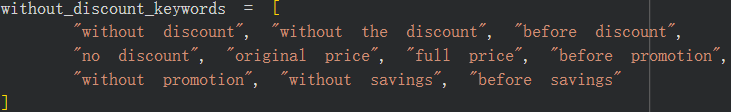 without_discount_keywords = [
"without discount", "without the discount", "before discount",
"no discount", "original price", "full price", "before promotion",
"without promotion", "without savings", "before savings"
]